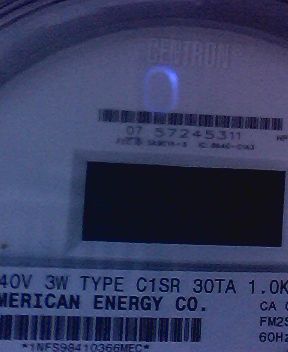 CENTRON
07 57245311
40V 3W TYPE C1SR 30TA 1.0K
MERICAN ENERGY CO.
CA
FM2S
60Hz
*1NFS98410366MEC*